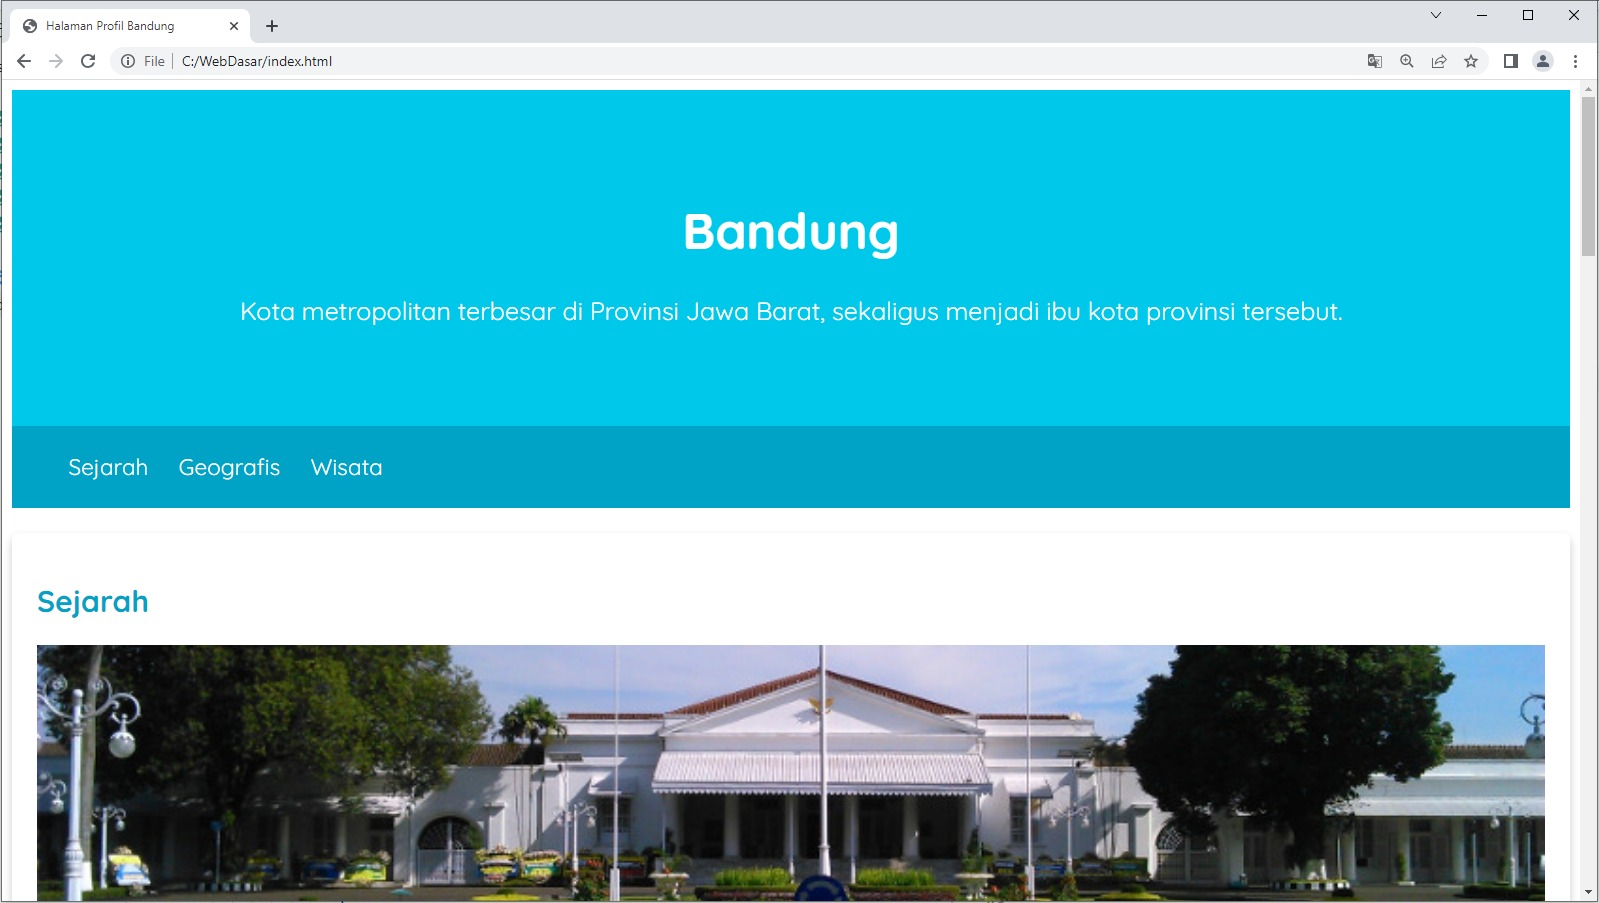 Halaman Profil Bandung
File
C:/WebDasar/index.html
Bandung
Kota metropolitan terbesar di Provinsi Jawa Barat, sekaligus menjadi ibu kota provinsi tersebut.
Sejarah Geografis Wisata
Sejarah